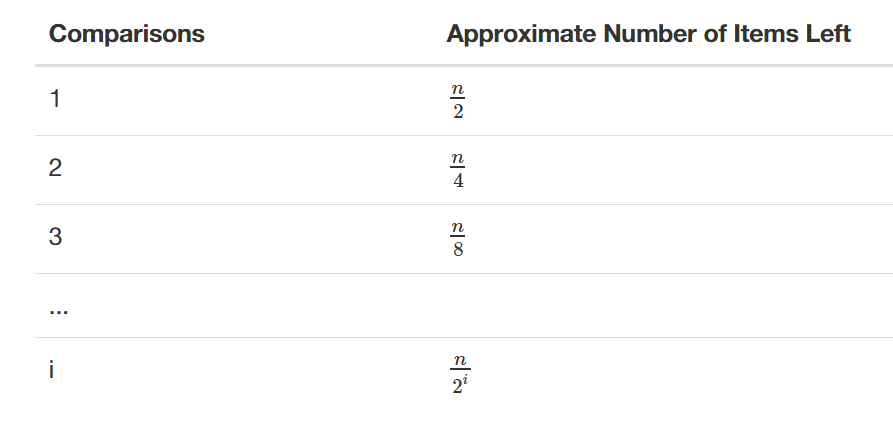 Comparisons Approximate Number of Items Left
1 n/2
2 n/4
3 n/8
...
i n/2^i